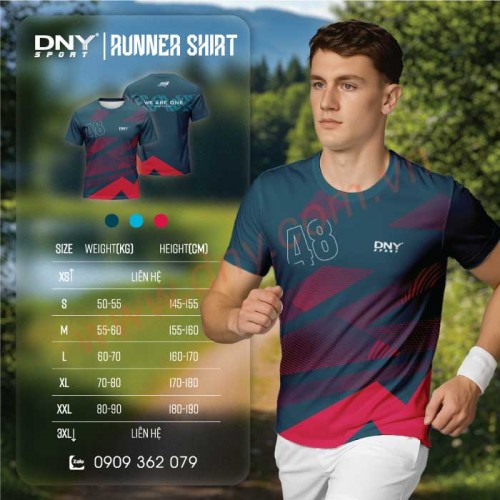 DNY SPORT | RUNNER SHIRT
48
DNY
WE ARE ONE
SIZE WEIGHT(KG) HEIGHT(CM)
XS↑ LIÊN HỆ
S 50-55 145-155
M 55-60 155-160
L 60-70 160-170
XL 70-80 170-180
XXL 80-90 180-190
3XL↓ LIÊN HỆ
Zalo 0909 362 079
48
DNY
SPORT